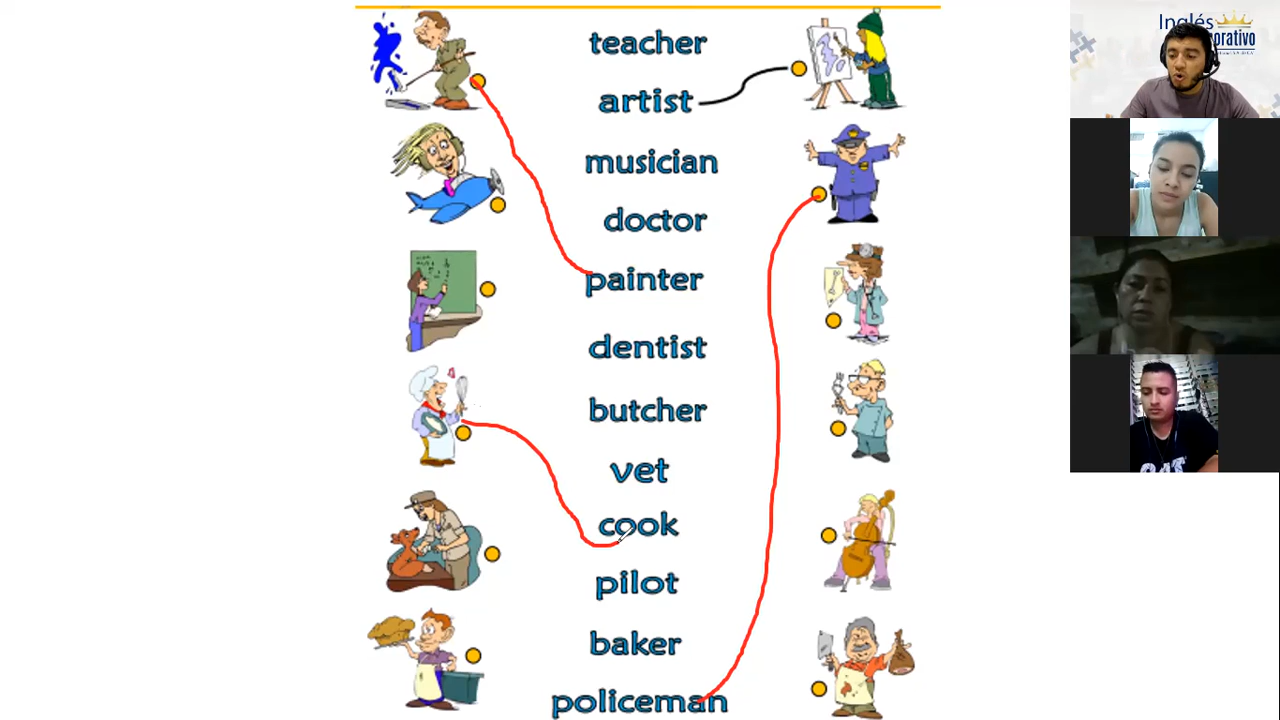 teacher
artist
musician
doctor
painter
dentist
butcher
vet
cook
pilot
baker
policeman
Inglés
orativo